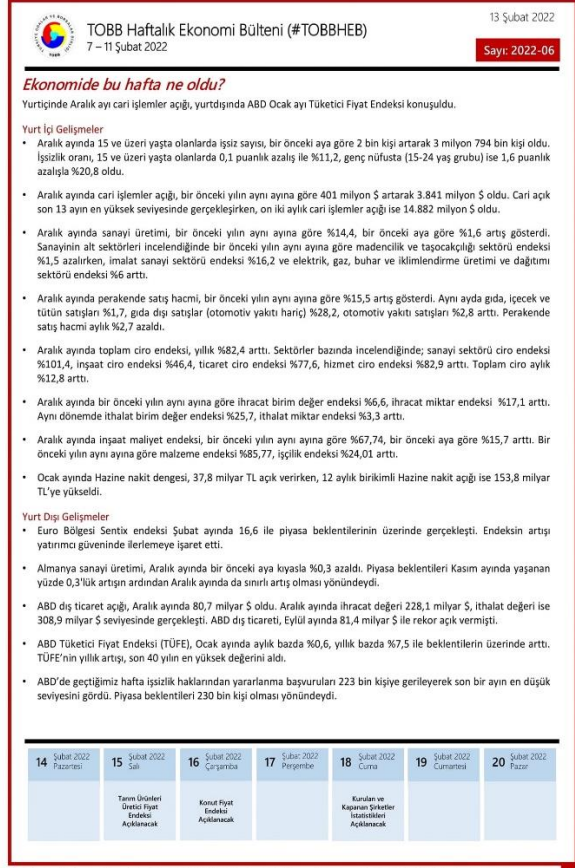 TOBB Haftalık Ekonomi Bülteni (#TOBBHEB)
7 – 11 Şubat 2022
13 Şubat 2022
Sayı: 2022-06
Ekonomide bu hafta ne oldu?
Yurtiçinde Aralık ayı cari işlemler açığı, yurtdışında ABD Ocak ayı Tüketici Fiyat Endeksi konuşuldu.
Yurt İçi Gelişmeler
• Aralık ayında 15 ve üzeri yaşta olanlarda işsiz sayısı, bir önceki aya göre 2 bin kişi artarak 3 milyon 794 bin kişi oldu.
İşsizlik oranı, 15 ve üzeri yaşta olanlarda 0,1 puanlık azalış ile %11,2, genç nüfusta (15-24 yaş grubu) ise 1,6 puanlık
azalışla %20,8 oldu.
• Aralık ayında cari işlemler açığı, bir önceki yılın aynı ayına göre 401 milyon $ artarak 3.841 milyon $ oldu. Cari açık
son 13 ayın en yüksek seviyesinde gerçekleşirken, on iki aylık cari işlemler açığı ise 14.882 milyon $ oldu.
• Aralık ayında sanayi üretimi, bir önceki yılın aynı ayına göre %14,4, bir önceki aya göre %1,6 artış gösterdi.
Sanayinin alt sektörleri incelendiğinde bir önceki yılın aynı ayına göre madencilik ve taşocakçılığı sektörü endeksi
%1,5 azalırken, imalat sanayi sektörü endeksi %16,2 ve elektrik, gaz, buhar ve iklimlendirme üretimi ve dağıtımı
sektörü endeksi %6 arttı.
• Aralık ayında perakende satış hacmi, bir önceki yılın aynı ayına göre %15,5 artış gösterdi. Aynı ayda gıda, içecek ve
tütün satışları %1,7, gıda dışı satışlar (otomotiv yakıtı hariç) %28,2, otomotiv yakıtı satışları %2,8 arttı. Perakende
satış hacmi aylık %2,7 azaldı.
• Aralık ayında toplam ciro endeksi, yıllık %82,4 arttı. Sektörler bazında incelendiğinde; sanayi sektörü ciro endeksi
%101,4, inşaat ciro endeksi %46,4, ticaret ciro endeksi %77,6, hizmet ciro endeksi %82,9 arttı. Toplam ciro aylık
%12,8 arttı.
• Aralık ayında bir önceki yılın aynı ayına göre ihracat birim değer endeksi %6,6, ihracat miktar endeksi %17,1 arttı.
Aynı dönemde ithalat birim değer endeksi %25,7, ithalat miktar endeksi %3,3 arttı.
• Aralık ayında inşaat maliyet endeksi, bir önceki yılın aynı ayına göre %67,74, bir önceki aya göre %15,7 arttı. Bir
önceki yılın aynı ayına göre malzeme endeksi %85,77, işçilik endeksi %24,01 arttı.
• Ocak ayında Hazine nakit dengesi, 37,8 milyar TL açık verirken, 12 aylık birikimli Hazine nakit açığı ise 153,8 milyar
TL'ye yükseldi.
Yurt Dışı Gelişmeler
• Euro Bölgesi Sentix endeksi Şubat ayında 16,6 ile piyasa beklentilerinin üzerinde gerçekleşti. Endeksin artışı
yatırımcı güveninde ilerlemeye işaret etti.
• Almanya sanayi üretimi, Aralık ayında bir önceki aya kıyasla %0,3 azaldı. Piyasa beklentileri Kasım ayında yaşanan
yüzde 0,3'lük artışın ardından Aralık ayında da sınırlı artış olması yönündeydi.
• ABD dış ticaret açığı, Aralık ayında 80,7 milyar $ oldu. Aralık ayında ihracat değeri 228,1 milyar $, ithalat değeri ise
308,9 milyar $ seviyesinde gerçekleşti. ABD dış ticareti, Eylül ayında 81,4 milyar $ ile rekor açık vermişti.
• ABD Tüketici Fiyat Endeksi (TÜFE), Ocak ayında aylık bazda %0,6, yıllık bazda %7,5 ile beklentilerin üzerinde arttı.
TÜFE'nin yıllık artışı, son 40 yılın en yüksek değerini aldı.
• ABD'de geçtiğimiz hafta işsizlik haklarından yararlanma başvuruları 223 bin kişiye gerileyerek son bir ayın en düşük
seviyesini gördü. Piyasa beklentileri 230 bin kişi olması yönündeydi.
14 Şubat 2022 Pazartesi
15 Şubat 2022 Salı
16 Şubat 2022 Çarşamba
17 Şubat 2022 Perşembe
18 Şubat 2022 Cuma
19 Şubat 2022 Cumartesi
20 Şubat 2022 Pazar
Tarım Ürünleri
Üretici Fiyat
Endeksi
Açıklanacak
Konut Fiyat
Endeksi
Açıklanacak
Kurulan ve
Kapanan Şirketler
İstatistikleri
Açıklanacak